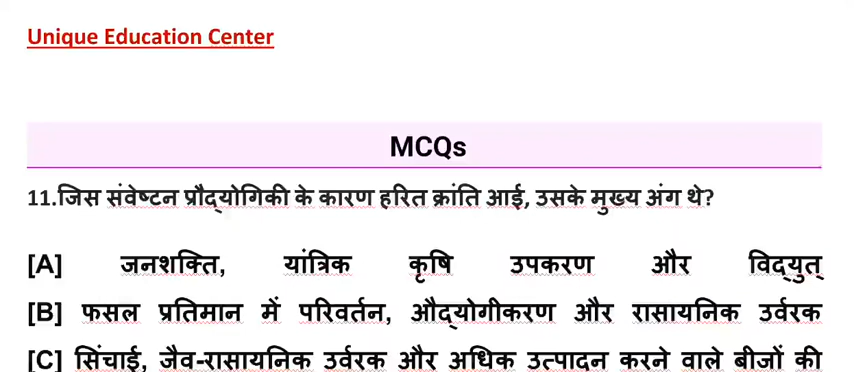 Unique Education Center
MCQs
11.जिस संवेष्टन प्रौद्योगिकी के कारण हरित क्रांति आई, उसके मुख्य अंग थे?
[A] जनशक्ति, यांत्रिक कृषि उपकरण और विद्युत्
[B] फसल प्रतिमान में परिवर्तन, औद्योगीकरण और रासायनिक उर्वरक
[C] सिंचाई, जैव-रासायनिक उर्वरक और अधिक उत्पादन करने वाले बीजों की